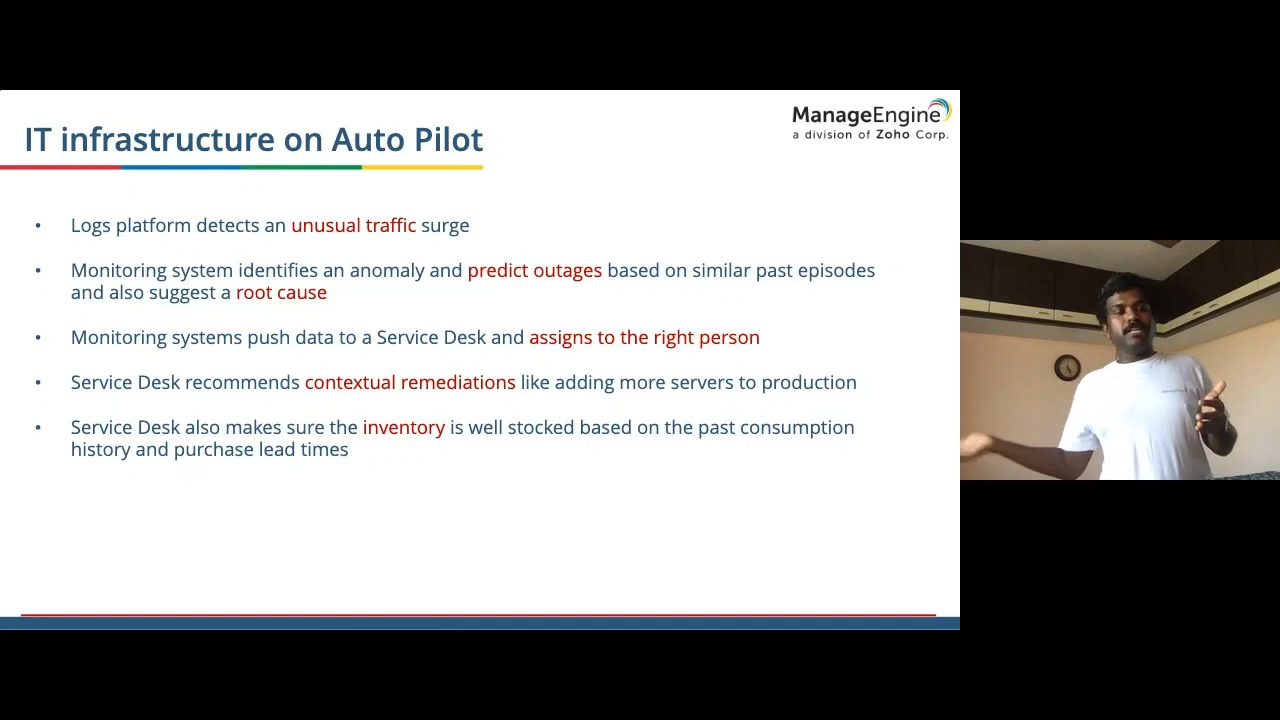 ManageEngine
a division of Zoho Corp.
IT infrastructure on Auto Pilot
• Logs platform detects an unusual traffic surge
• Monitoring system identifies an anomaly and predict outages based on similar past episodes
and also suggest a root cause
• Monitoring systems push data to a Service Desk and assigns to the right person
• Service Desk recommends contextual remediations like adding more servers to production
• Service Desk also makes sure the inventory is well stocked based on the past consumption
history and purchase lead times